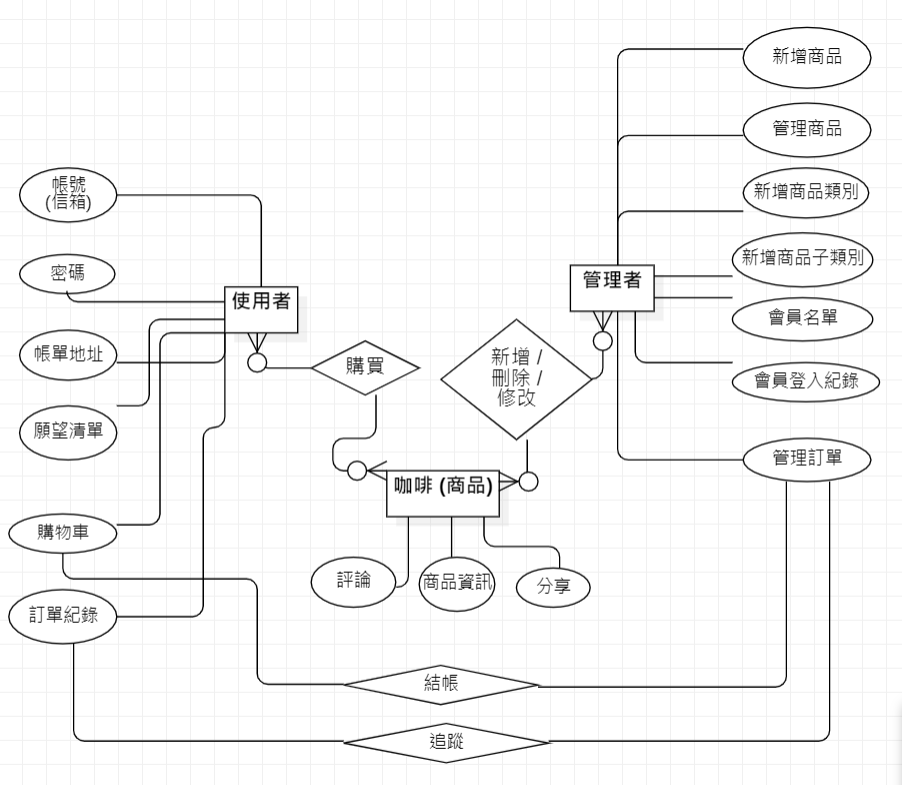 新增商品
管理商品
帳號
(信箱)
新增商品類別
新增商品子類別
密碼
管理者
使用者
會員名單
帳單地址
購買
新增 /
刪除 /
修改
會員登入紀錄
願望清單
管理訂單
咖啡 (商品)
購物車
評論
商品資訊
分享
訂單紀錄
結帳
追蹤